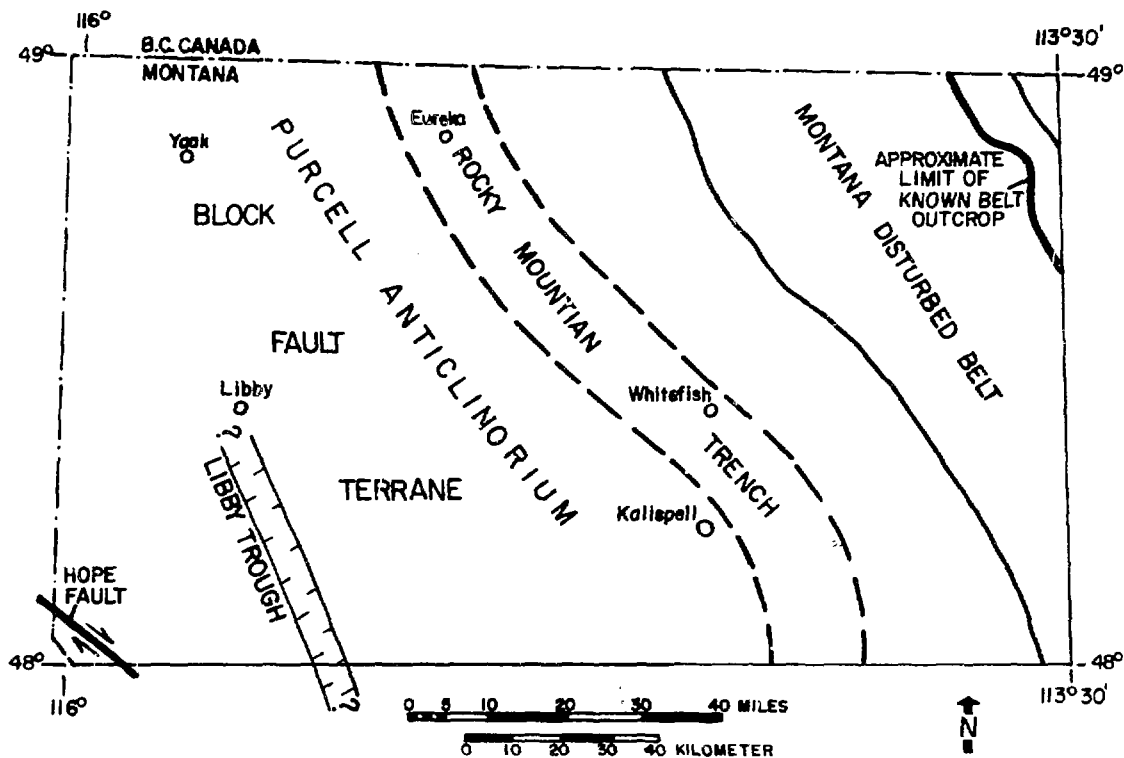 116°
113°30'
49°
B.C. CANADA
MONTANA
49°
Yaak
Eureka
PURCELL ANTICLINORIUM
ROCKY
MOUNTIAN
TRENCH
MONTANA DISTURBED BELT
APPROXIMATE
LIMIT OF
KNOWN BELT
OUTCROP
BLOCK
FAULT
TERRANE
Libby
?
LIBBY TROUGH
?
Whitefish
Kalispell
HOPE
FAULT
48°
48°
116°
113°30'
0 5 10 20 30 40 MILES
0 10 20 30 40 KILOMETER
N